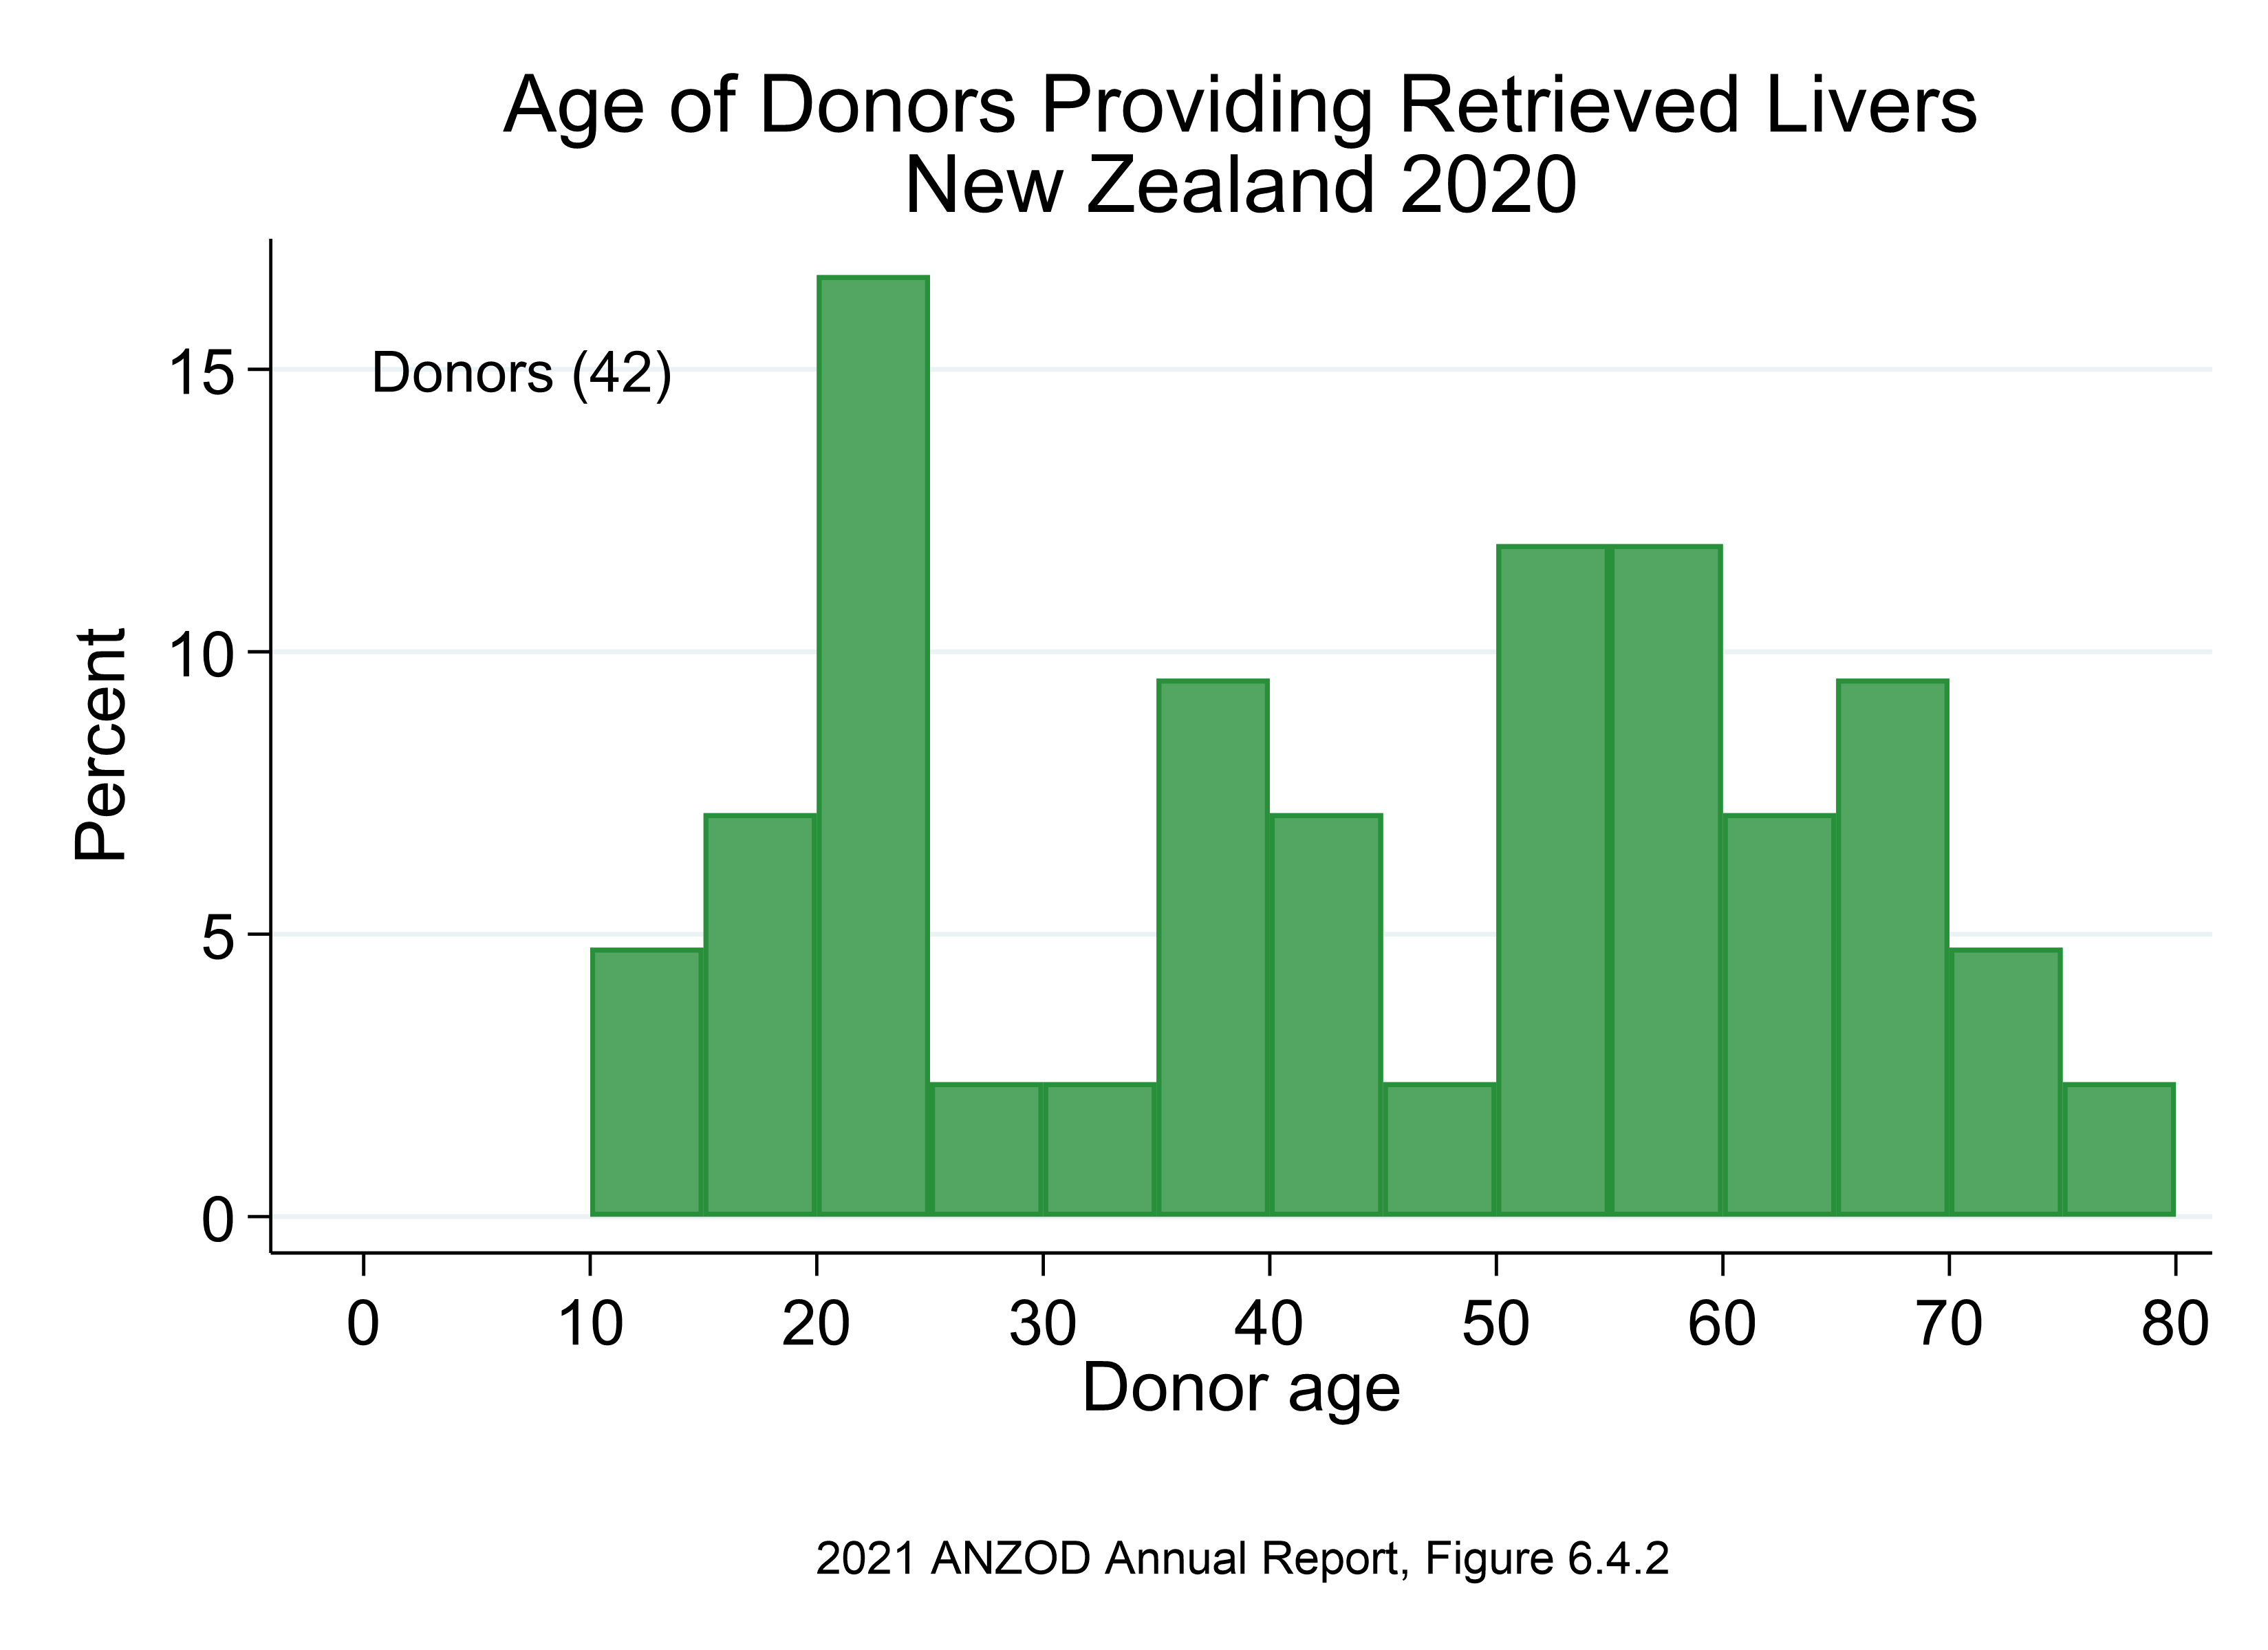 Age of Donors Providing Retrieved Livers
New Zealand 2020
Donors (42)
Percent
15
10
5
0
0 10 20 30 40 50 60 70 80
Donor age
2021 ANZOD Annual Report, Figure 6.4.2